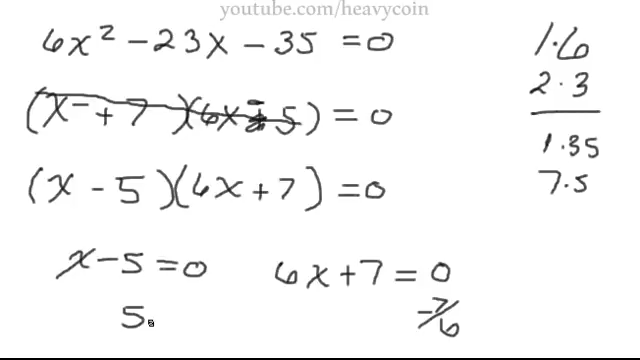 youtube.com/heavycoin
6x² - 23x - 35 = 0
(x + 7)(6x - 5) = 0
(x - 5)(6x + 7) = 0
x - 5 = 0
6x + 7 = 0
5
-7/6
1·6
2·3
1·35
7·5